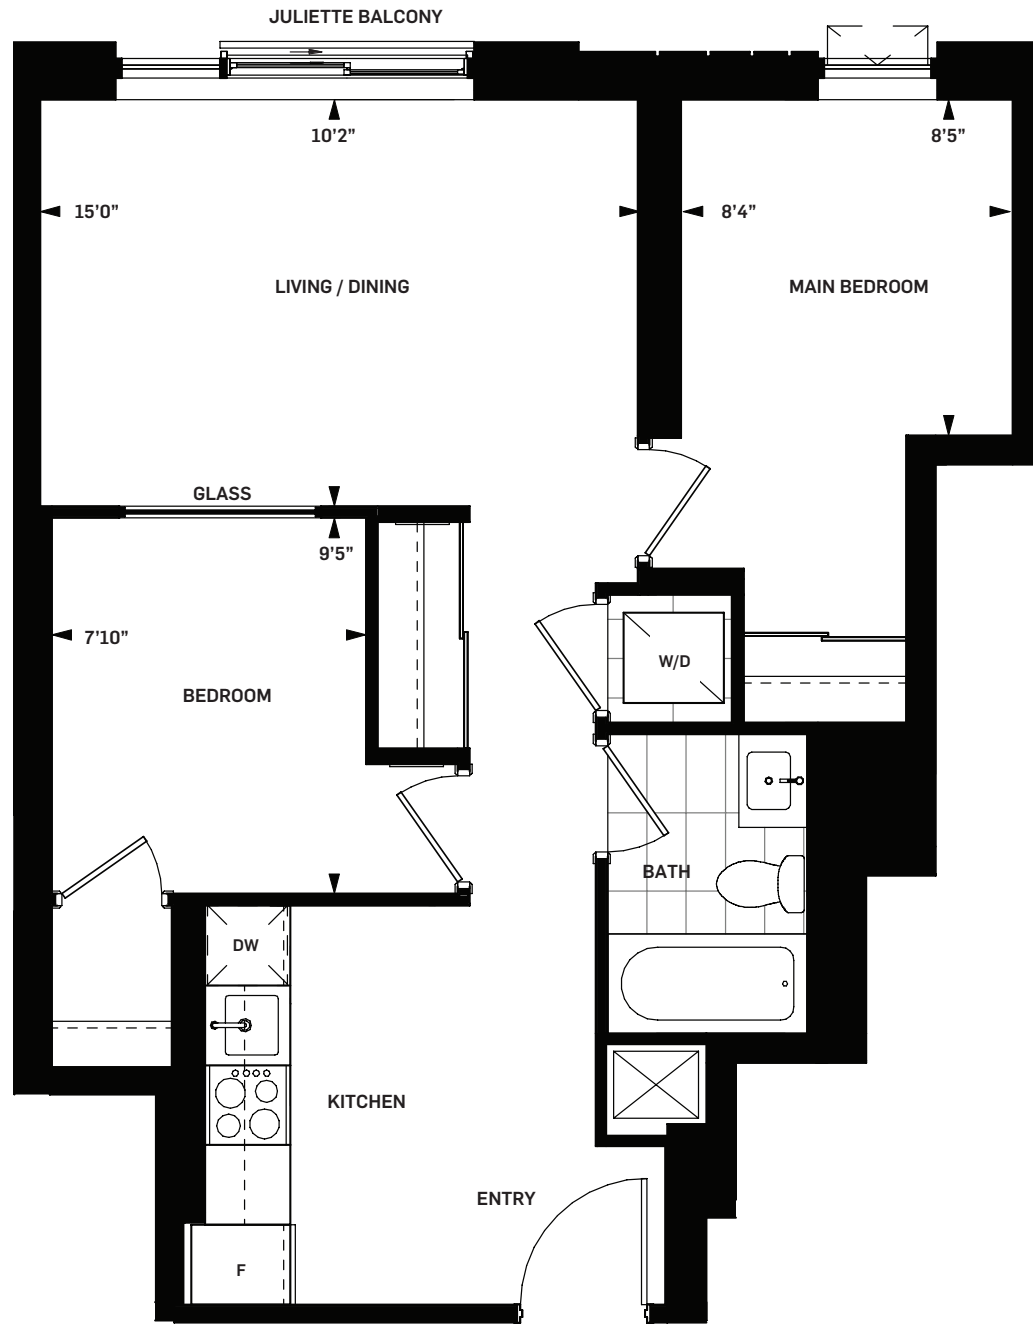 JULIETTE BALCONY
10’2”
8’5”
15’0”
8’4”
LIVING / DINING
MAIN BEDROOM
GLASS
9’5”
7’10”
W/D
BEDROOM
BATH
DW
KITCHEN
ENTRY
F